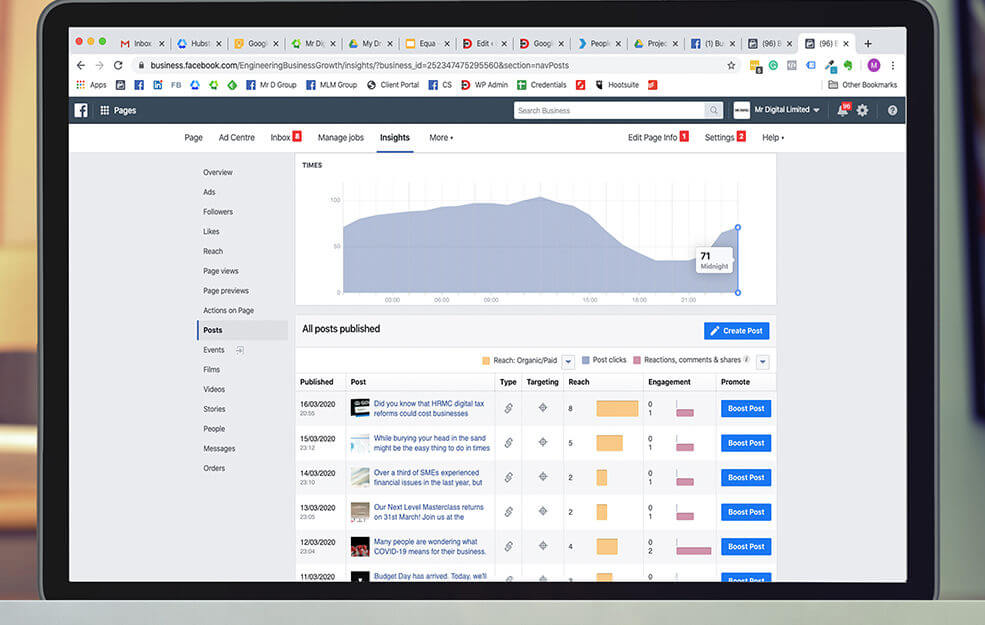 Inbox
Hubst
Googl
Mr Dig
My Dr
Equa
Edit
Googl
People
Projec
(1) Bu
(96) B
(96) B
business.facebook.com/EngineeringBusinessGrowth/insights/?business_id=252347475295560&section=navPosts
Apps
FB
Mr D Group
MLM Group
Client Portal
CS
WP Admin
Credentials
Hootsuite
Other Bookmarks
Pages
Search Business
Mr Digital Limited
96
Page
Ad Centre
Inbox 8
Manage jobs
Insights
More
Edit Page Info 1
Settings 2
Help
Overview
Ads
Followers
Likes
Reach
Page views
Page previews
Actions on Page
Posts
Events
Films
Videos
Stories
People
Messages
Orders
TIMES
100
50
0
71
Midnight
03:00
06:00
09:00
15:00
18:00
21:00
All posts published
Create Post
Reach: Organic/Paid
Post clicks
Reactions, comments & shares
Published
Post
Type
Targeting
Reach
Engagement
Promote
16/03/2020
20:55
Did you know that HRMC digital tax
reforms could cost businesses
8
0
1
Boost Post
15/03/2020
23:12
While burying your head in the sand
might be the easy thing to do in times
5
0
1
Boost Post
14/03/2020
23:10
Over a third of SMEs experienced
financial issues in the last year, but
2
0
1
Boost Post
13/03/2020
23:05
Our Next Level Masterclass returns
on 31st March! Join us at the
2
0
1
Boost Post
12/03/2020
23:04
Many people are wondering what
COVID-19 means for their business.
4
0
2
Boost Post
11/03/2020
Budget Day has arrived. Today, we'll
0
Boost Post